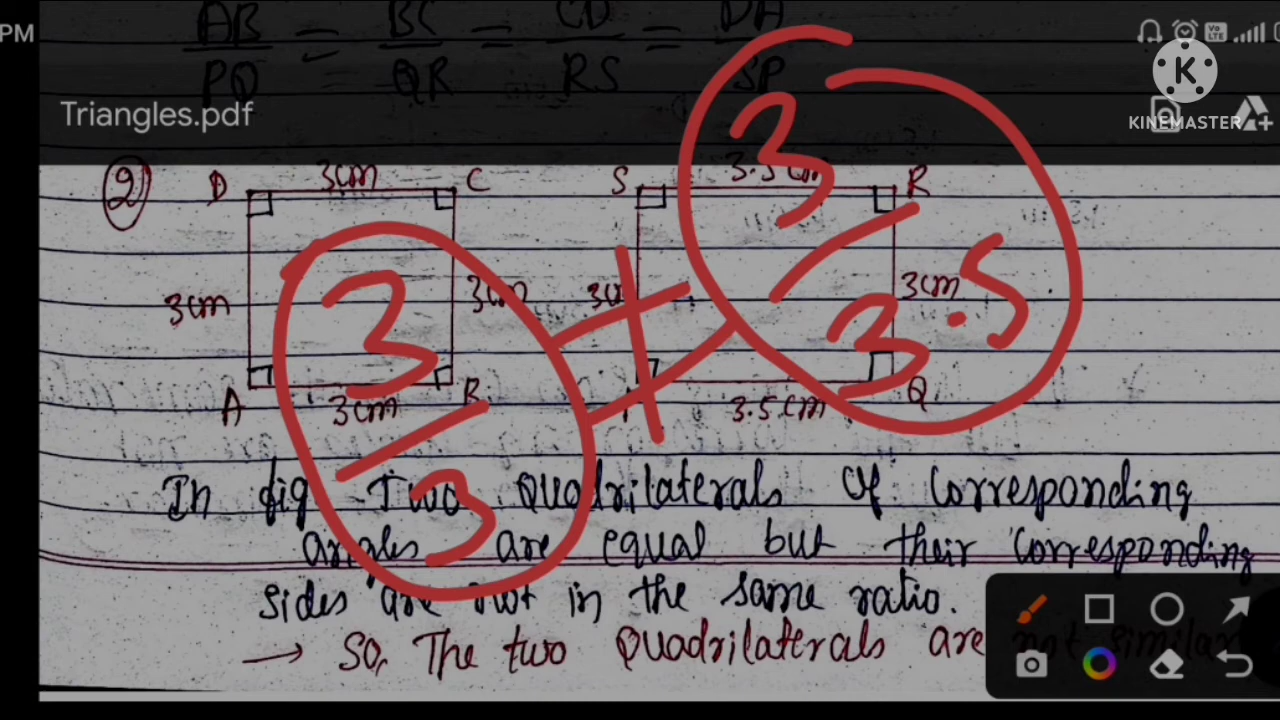 PM
AB = BC = CD = DA
PQ = QR RS SP
Triangles.pdf
KINEMASTER
2) D 3cm C S 3.5cm R
3cm 3cm 3cm 3cm
A 3cm B 3.5cm Q
3/3 ≠ 3/3.5
In fig Two quadrilaterals of corresponding
angles are equal but their corresponding
sides are not in the same ratio.
→ So, The two quadrilaterals are not similar